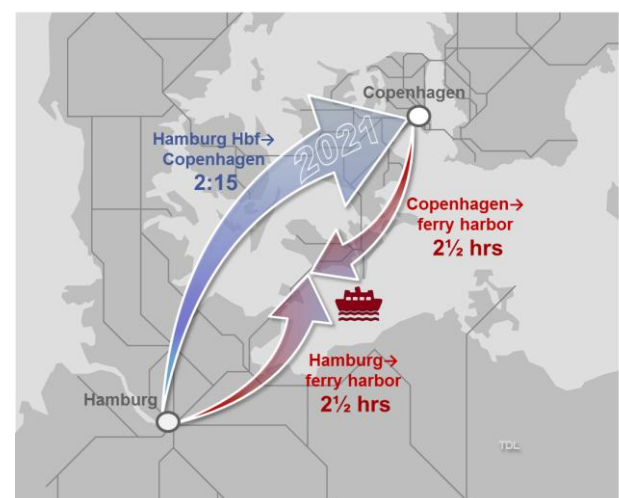 Copenhagen
2021
Hamburg Hbf→
Copenhagen
2:15
Copenhagen→
ferry harbor
2½ hrs
Hamburg→
ferry harbor
2½ hrs
Hamburg
TDL